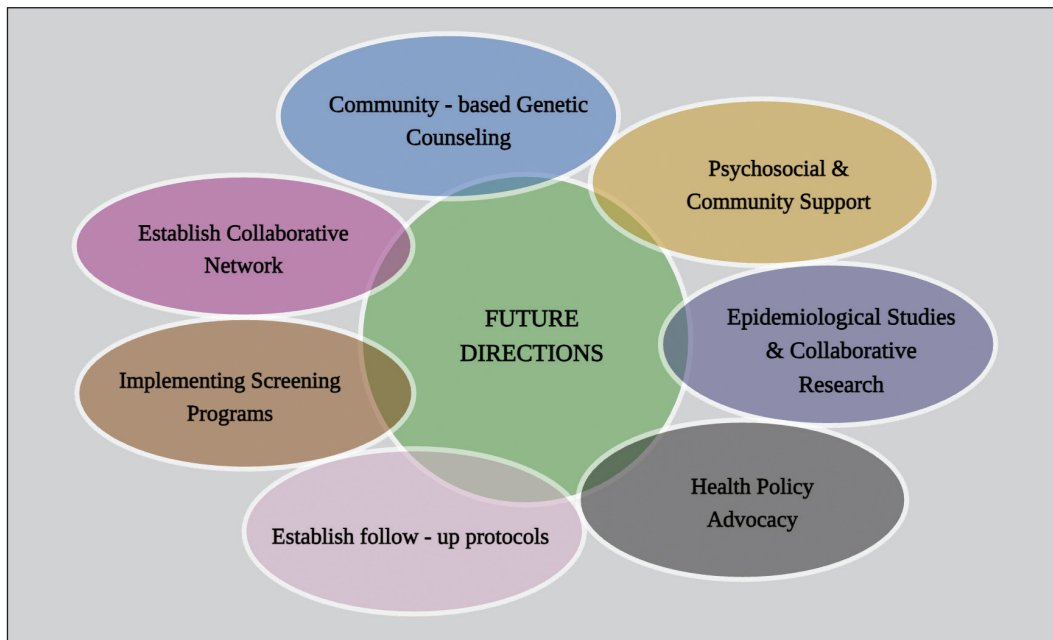 Community - based Genetic
Counseling
Psychosocial &
Community Support
Establish Collaborative
Network
FUTURE
DIRECTIONS
Epidemiological Studies
& Collaborative
Research
Implementing Screening
Programs
Health Policy
Advocacy
Establish follow - up protocols